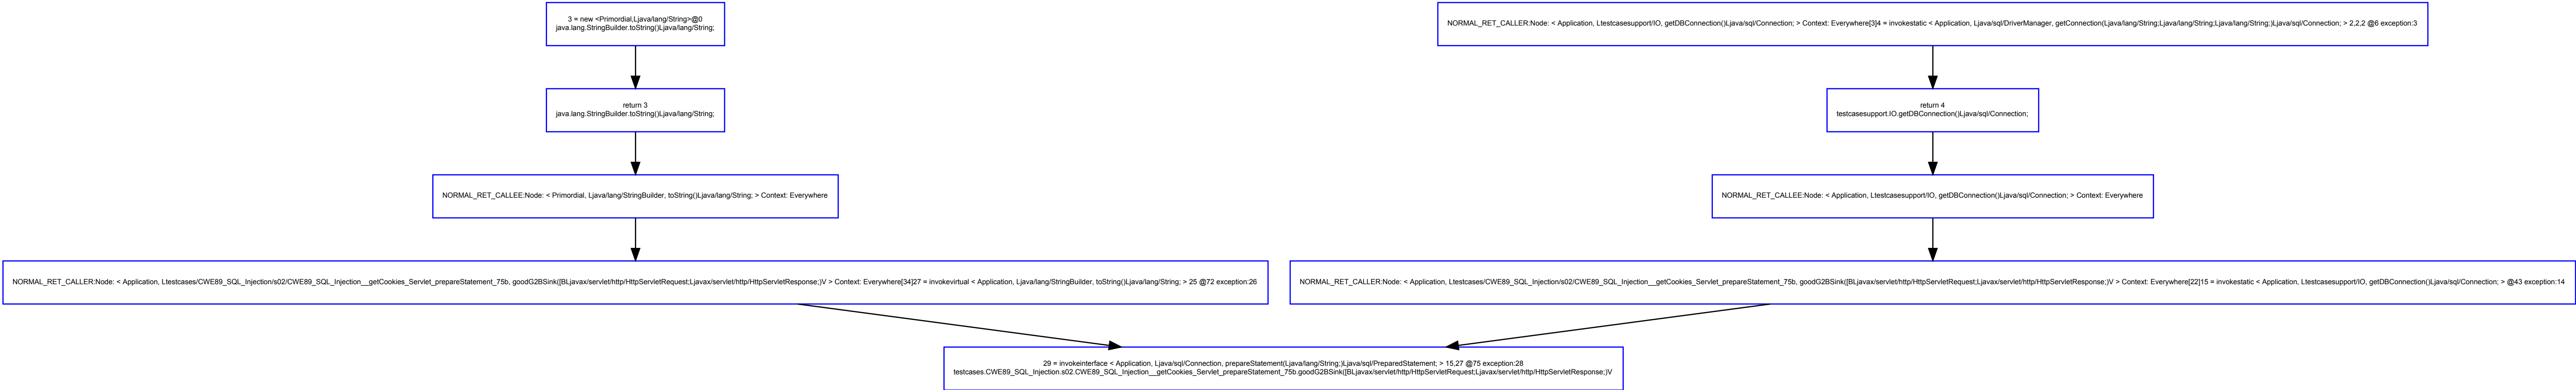 3 = new <Primordial,Ljava/lang/String>@0
java.lang.StringBuilder.toString()Ljava/lang/String;
NORMAL_RET_CALLER:Node: < Application, Ltestcasesupport/IO, getDBConnection()Ljava/sql/Connection; > Context: Everywhere[3]4 = invokestatic < Application, Ljava/sql/DriverManager, getConnection(Ljava/lang/String;Ljava/lang/String;Ljava/lang/String;)Ljava/sql/Connection; > 2,2,2 @6 exception:3
return 3
java.lang.StringBuilder.toString()Ljava/lang/String;
return 4
testcasesupport.IO.getDBConnection()Ljava/sql/Connection;
NORMAL_RET_CALLEE:Node: < Primordial, Ljava/lang/StringBuilder, toString()Ljava/lang/String; > Context: Everywhere
NORMAL_RET_CALLEE:Node: < Application, Ltestcasesupport/IO, getDBConnection()Ljava/sql/Connection; > Context: Everywhere
NORMAL_RET_CALLER:Node: < Application, Ltestcases/CWE89_SQL_Injection/s02/CWE89_SQL_Injection__getCookies_Servlet_prepareStatement_75b, goodG2BSink([BLjavax/servlet/http/HttpServletRequest;Ljavax/servlet/http/HttpServletResponse;)V > Context: Everywhere[34]27 = invokevirtual < Application, Ljava/lang/StringBuilder, toString()Ljava/lang/String; > 25 @72 exception:26
NORMAL_RET_CALLER:Node: < Application, Ltestcases/CWE89_SQL_Injection/s02/CWE89_SQL_Injection__getCookies_Servlet_prepareStatement_75b, goodG2BSink([BLjavax/servlet/http/HttpServletRequest;Ljavax/servlet/http/HttpServletResponse;)V > Context: Everywhere[22]15 = invokestatic < Application, Ltestcasesupport/IO, getDBConnection()Ljava/sql/Connection; > @43 exception:14
29 = invokeinterface < Application, Ljava/sql/Connection, prepareStatement(Ljava/lang/String;)Ljava/sql/PreparedStatement; > 15,27 @75 exception:28
testcases.CWE89_SQL_Injection.s02.CWE89_SQL_Injection__getCookies_Servlet_prepareStatement_75b.goodG2BSink([BLjavax/servlet/http/HttpServletRequest;Ljavax/servlet/http/HttpServletResponse;)V